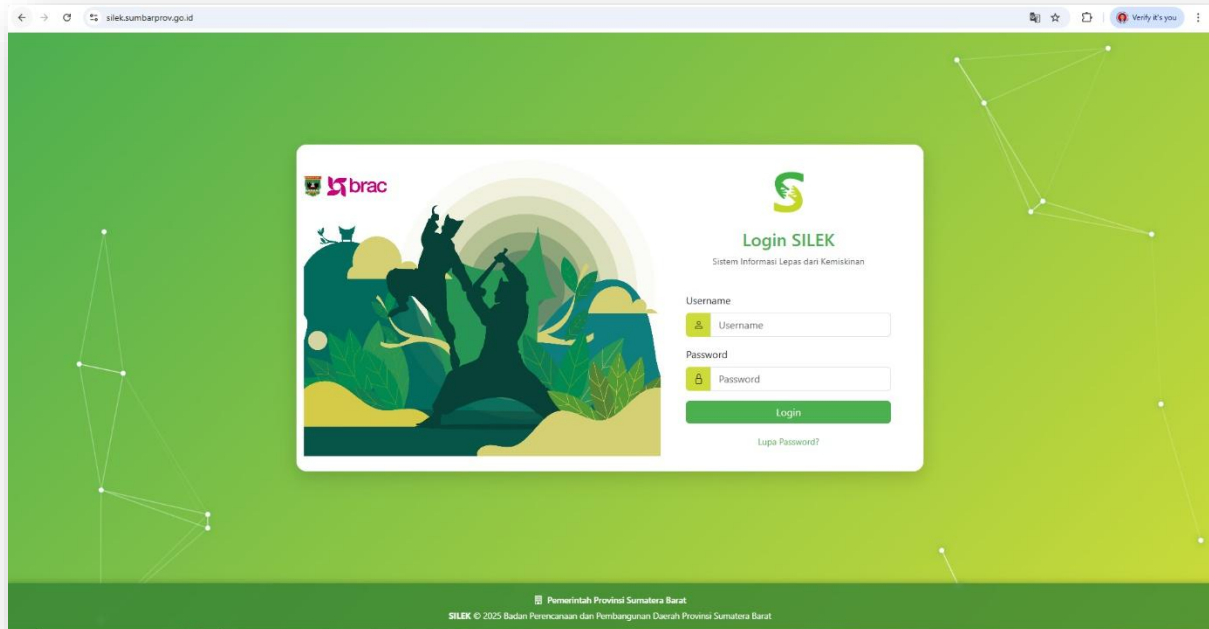 silek.sumbarprov.go.id
Verify it's you
brac
Login SILEK
Sistem Informasi Lepas dari Kemiskinan
Username
Username
Password
Password
Login
Lupa Password?
Pemerintah Provinsi Sumatera Barat
SILEK © 2025 Badan Perencanaan dan Pembangunan Daerah Provinsi Sumatera Barat